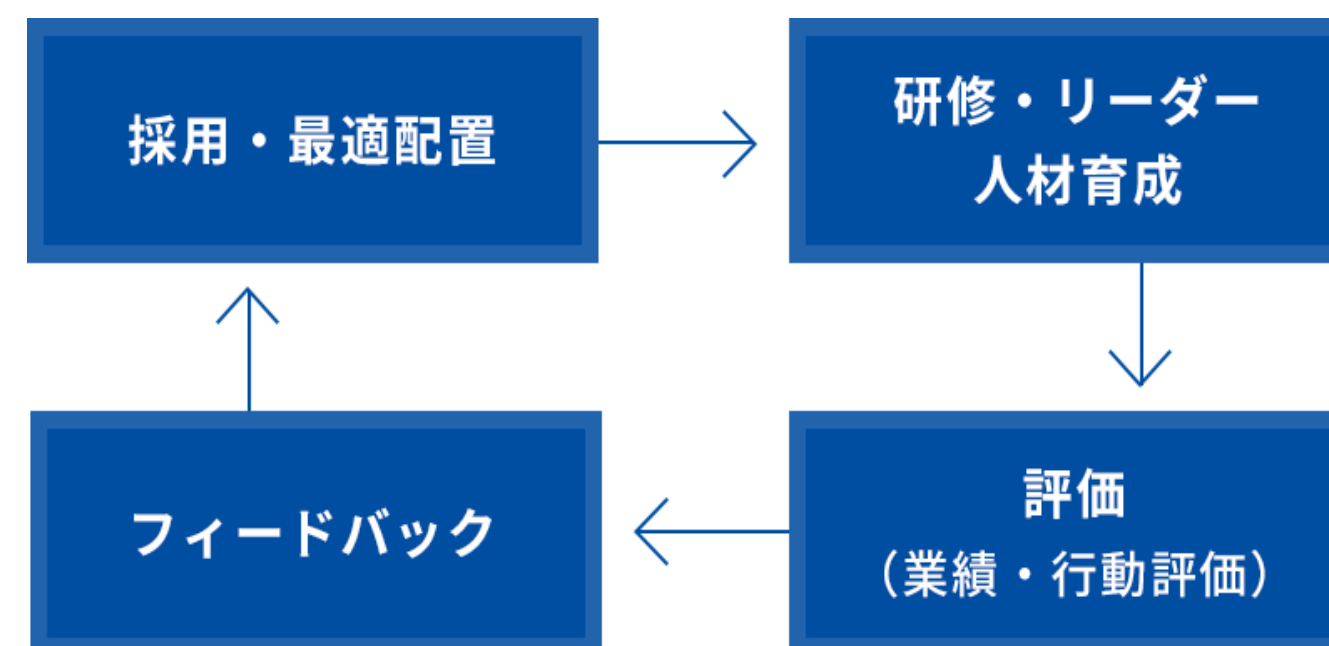 採用・最適配置
研修・リーダー
人材育成
フィードバック
評価
（業績・行動評価）